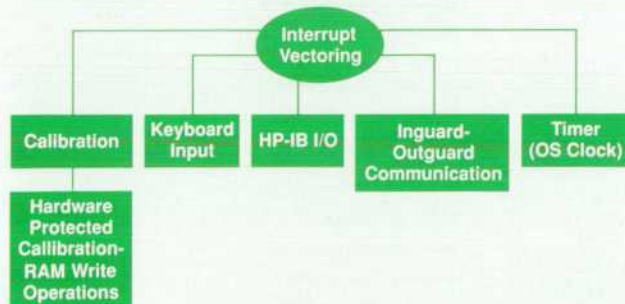 Interrupt
Vectoring
Calibration
Keyboard
Input
HP-IB I/O
Inguard-
Outguard
Communication
Timer
(OS Clock)
Hardware
Protected
Callibration-
RAM Write
Operations